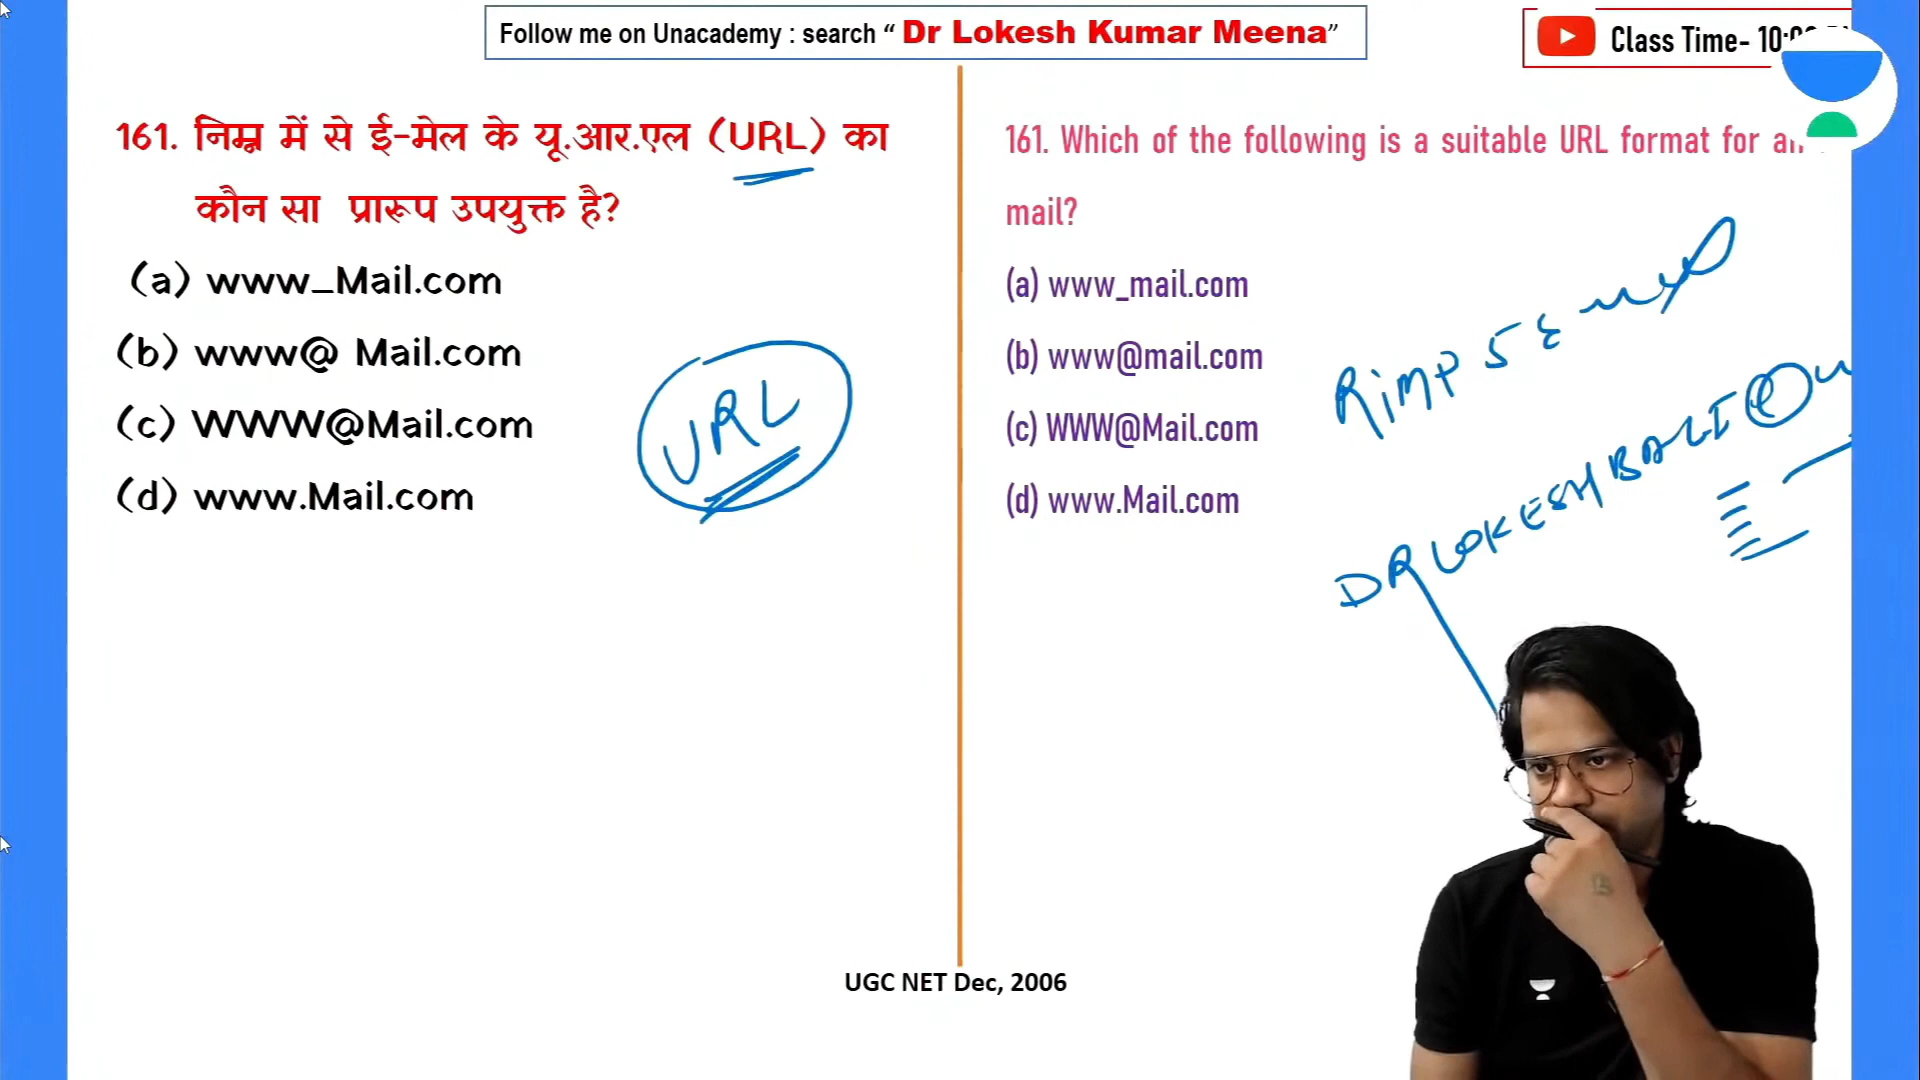 Follow me on Unacademy : search “ Dr Lokesh Kumar Meena”
Class Time- 10:
161. निम्न में से ई-मेल के यू.आर.एल (URL) का
कौन सा प्रारूप उपयुक्त है?
(a) www_Mail.com
(b) www@ Mail.com
(c) WWW@Mail.com
(d) www.Mail.com
URL
161. Which of the following is a suitable URL format for an
mail?
(a) www_mail.com
(b) www@mail.com
(c) WWW@Mail.com
(d) www.Mail.com
DRLOKESHBALI@
UGC NET Dec, 2006